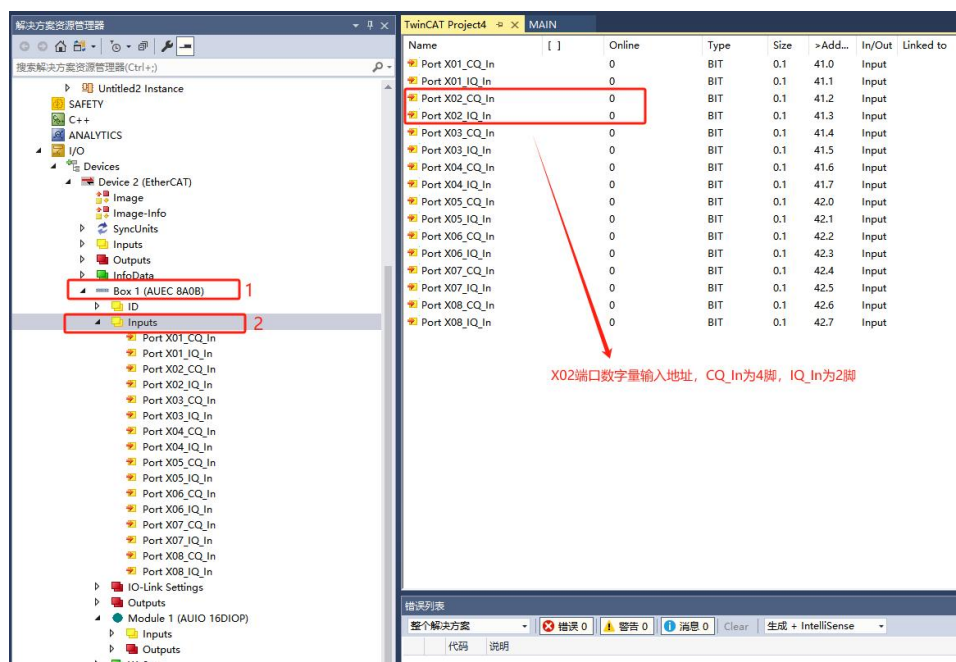 解决方案资源管理器
搜索解决方案资源管理器(Ctrl+;)
Untitled2 Instance
SAFETY
C++
ANALYTICS
I/O
Devices
Device 2 (EtherCAT)
Image
Image-Info
SyncUnits
Inputs
Outputs
InfoData
Box 1 (AUEC 8A0B) 1
ID
Inputs 2
Port X01_CQ_In
Port X01_IQ_In
Port X02_CQ_In
Port X02_IQ_In
Port X03_CQ_In
Port X03_IQ_In
Port X04_CQ_In
Port X04_IQ_In
Port X05_CQ_In
Port X05_IQ_In
Port X06_CQ_In
Port X06_IQ_In
Port X07_CQ_In
Port X07_IQ_In
Port X08_CQ_In
Port X08_IQ_In
IO-Link Settings
Outputs
Module 1 (AUIO 16DIOP)
Inputs
Outputs
TwinCAT Project4 MAIN
Name [ ] Online Type Size >Add... In/Out Linked to
Port X01_CQ_In 0 BIT 0.1 41.0 Input
Port X01_IQ_In 0 BIT 0.1 41.1 Input
Port X02_CQ_In 0 BIT 0.1 41.2 Input
Port X02_IQ_In 0 BIT 0.1 41.3 Input
Port X03_CQ_In 0 BIT 0.1 41.4 Input
Port X03_IQ_In 0 BIT 0.1 41.5 Input
Port X04_CQ_In 0 BIT 0.1 41.6 Input
Port X04_IQ_In 0 BIT 0.1 41.7 Input
Port X05_CQ_In 0 BIT 0.1 42.0 Input
Port X05_IQ_In 0 BIT 0.1 42.1 Input
Port X06_CQ_In 0 BIT 0.1 42.2 Input
Port X06_IQ_In 0 BIT 0.1 42.3 Input
Port X07_CQ_In 0 BIT 0.1 42.4 Input
Port X07_IQ_In 0 BIT 0.1 42.5 Input
Port X08_CQ_In 0 BIT 0.1 42.6 Input
Port X08_IQ_In 0 BIT 0.1 42.7 Input
X02端口数字量输入地址，CQ_In为4脚，IQ_In为2脚
错误列表
整个解决方案 错误 0 警告 0 消息 0 Clear 生成 + IntelliSense
代码 说明